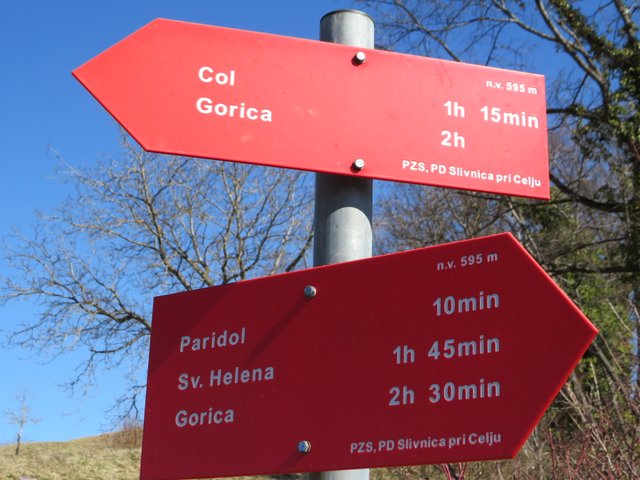 n.v. 595 m
Col 1h 15min
Gorica 2h
PZS, PD Slivnica pri Celju
n.v. 595 m
Paridol 10min
Sv. Helena 1h 45min
Gorica 2h 30min
PZS, PD Slivnica pri Celju